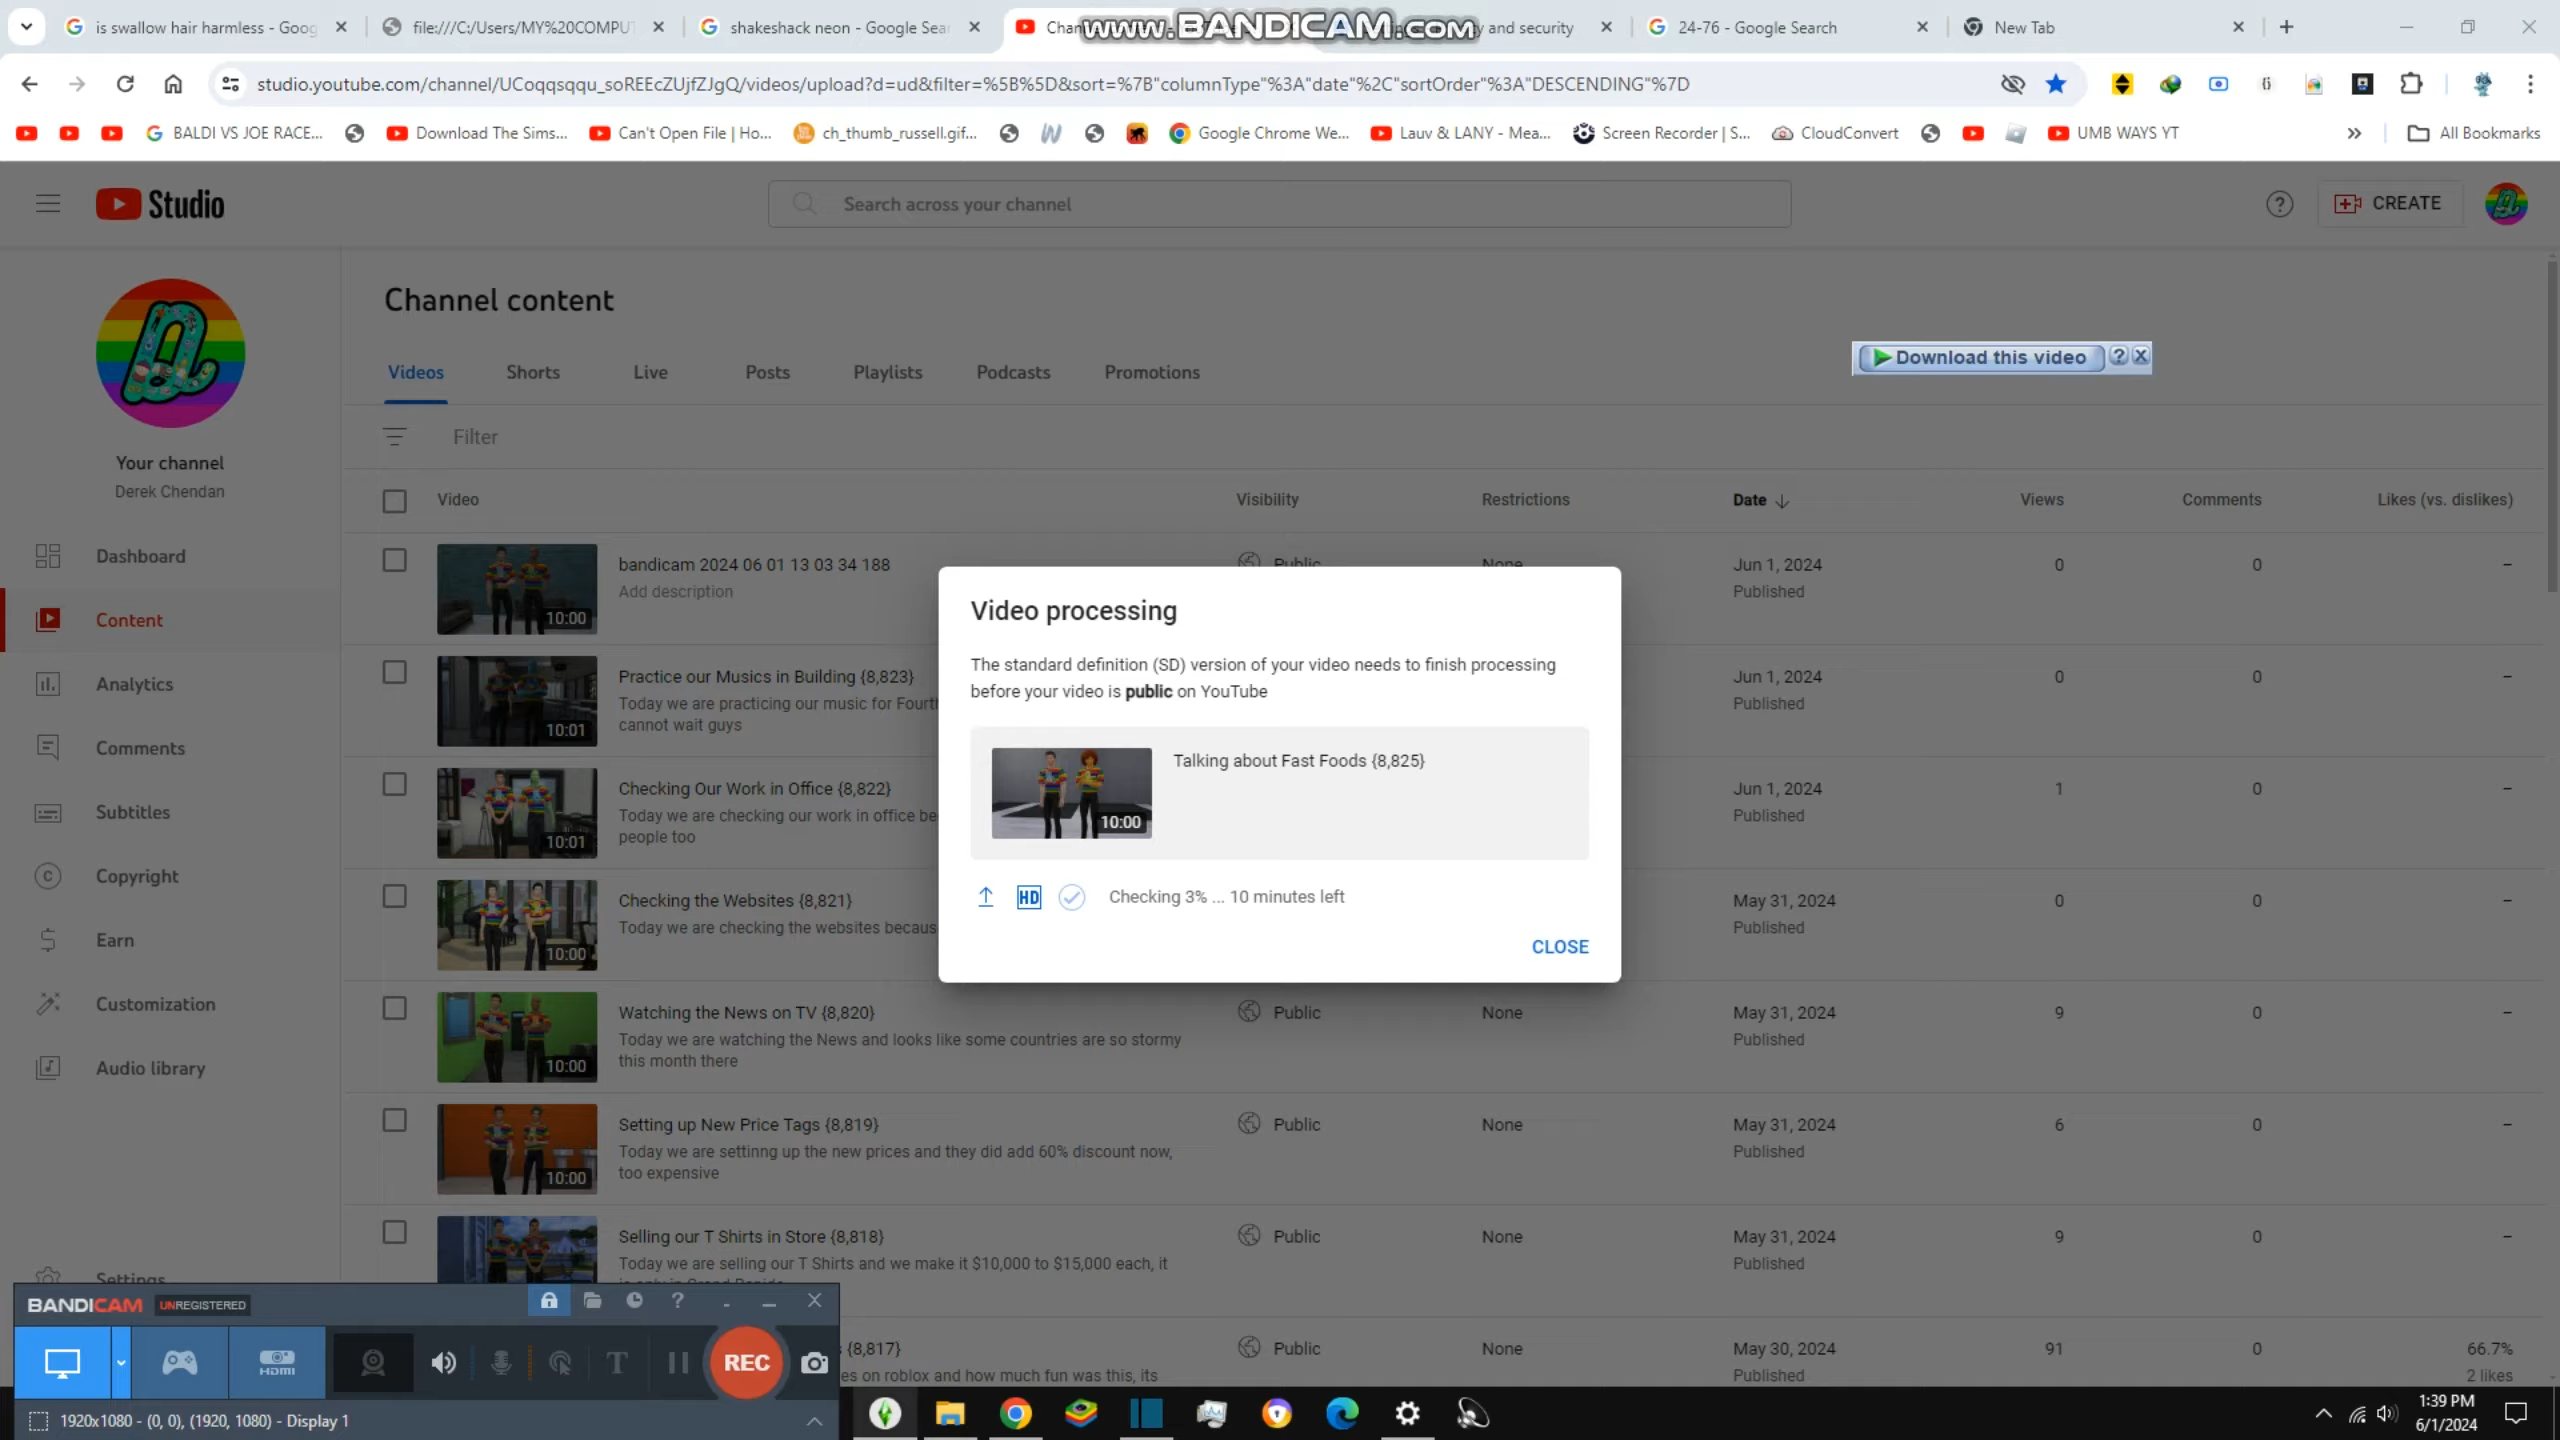 is swallow hair harmless - Goog
file:///C:/Users/MY%20COMPUT
shakeshack neon - Google Sear
www.BANDICAM.com
y and security
24-76 - Google Search
New Tab
studio.youtube.com/channel/UCoqqsqqu_soREEcZUjfZJgQ/videos/upload?d=ud&filter=%5B%5D&sort=%7B"columnType"%3A"date"%2C"sortOrder"%3A"DESCENDING"%7D
BALDI VS JOE RACE...
Download The Sims...
Can't Open File | Ho...
ch_thumb_russell.gif...
Google Chrome We...
Lauv & LANY - Mea...
Screen Recorder | S...
CloudConvert
UMB WAYS YT
All Bookmarks
Studio
Search across your channel
CREATE
Channel content
Videos Shorts Live Posts Playlists Podcasts Promotions
Download this video
Filter
Your channel
Derek Chendan
Dashboard
Content
Analytics
Comments
Subtitles
Copyright
Earn
Customization
Audio library
Settings
Video Visibility Restrictions Date Views Comments Likes (vs. dislikes)
bandicam 2024 06 01 13 03 34 188 Public None Jun 1, 2024 0 0 –
Add description Published
10:00
Practice our Musics in Building {8,823} Jun 1, 2024 0 0 –
Today we are practicing our music for Fourth Published
cannot wait guys
10:01
Checking Our Work in Office {8,822} Jun 1, 2024 1 0 –
Today we are checking our work in office be Published
people too
10:01
Checking the Websites {8,821} May 31, 2024 0 0 –
Today we are checking the websites becaus Published
10:00
Watching the News on TV {8,820} Public None May 31, 2024 9 0 –
Today we are watching the News and looks like some countries are so stormy Published
this month there
10:00
Setting up New Price Tags {8,819} Public None May 31, 2024 6 0 –
Today we are settinng up the new prices and they did add 60% discount now, Published
too expensive
10:00
Selling our T Shirts in Store {8,818} Public None May 31, 2024 9 0 –
Today we are selling our T Shirts and we make it $10,000 to $15,000 each, it Published
is only in Grand Rapids
{8,817} Public None May 30, 2024 91 0 66.7%
es on roblox and how much fun was this, its Published 2 likes
Video processing
The standard definition (SD) version of your video needs to finish processing
before your video is public on YouTube
Talking about Fast Foods {8,825}
10:00
HD Checking 3% ... 10 minutes left
CLOSE
BANDICAM UNREGISTERED
HDMI
REC
1920x1080 - (0, 0), (1920, 1080) - Display 1
1:39 PM
6/1/2024